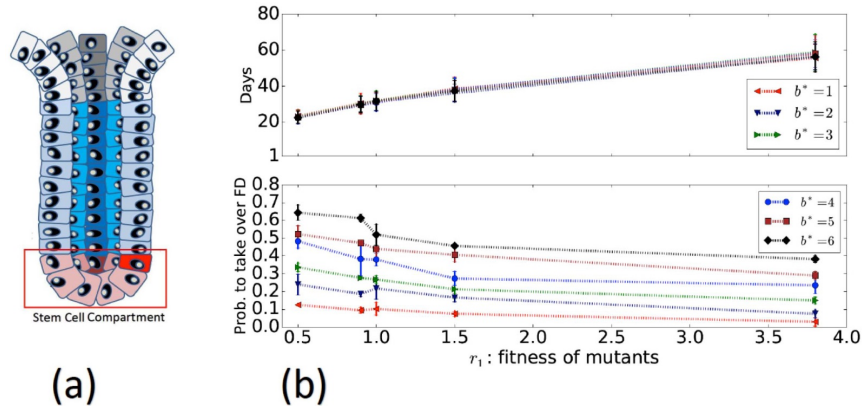 Stem Cell Compartment
(a)
Days
80
60
40
20
1
b* =1
b* =2
b* =3
Prob. to take over FD
0.8
0.7
0.6
0.5
0.4
0.3
0.2
0.1
0.0
b* =4
b* =5
b* =6
0.5 1.0 1.5 2.0 2.5 3.0 3.5 4.0
r₁ : fitness of mutants
(b)